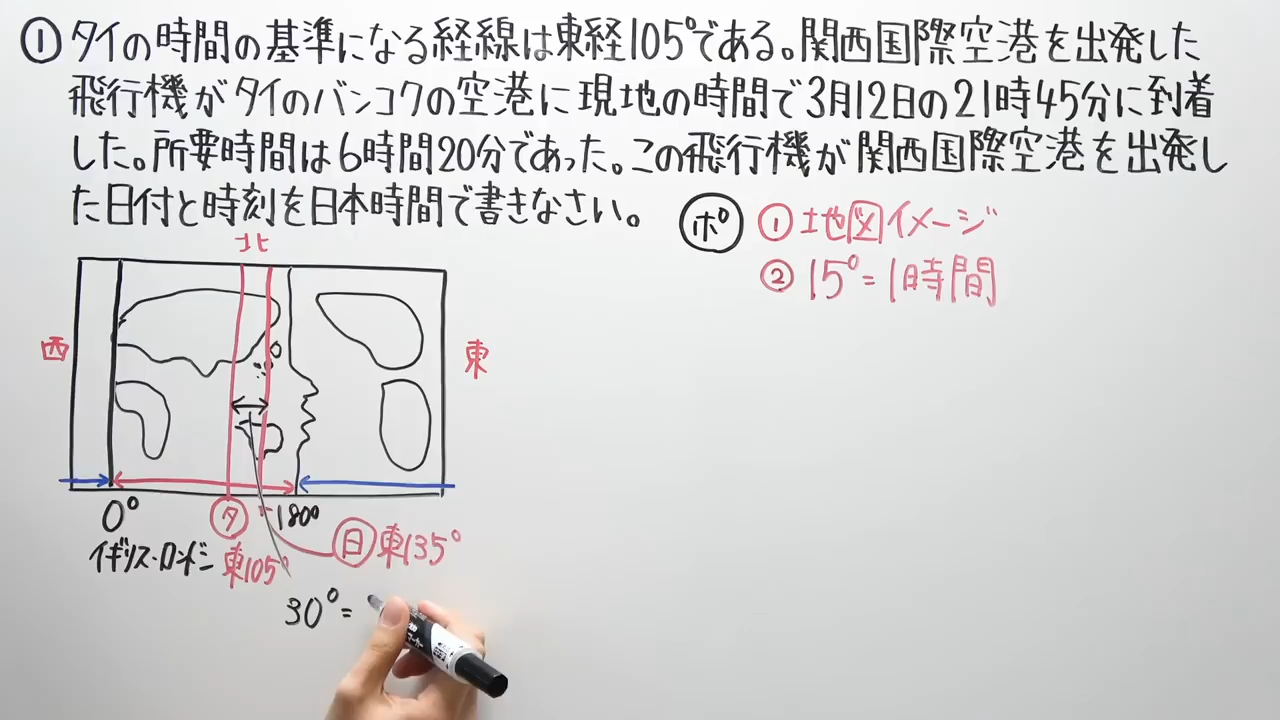 ① タイの時間の基準になる経線は東経105°である。関西国際空港を出発した
飛行機がタイのバンコクの空港に現地の時間で3月12日の21時45分に到着
した。所要時間は6時間20分であった。この飛行機が関西国際空港を出発し
た日付と時刻を日本時間で書きなさい。
ポ ① 地図イメージ
② 15°=1時間
北
西
東
0°
タ
180°
イギリス・ロンドン
東105°
日 東135°
30°=